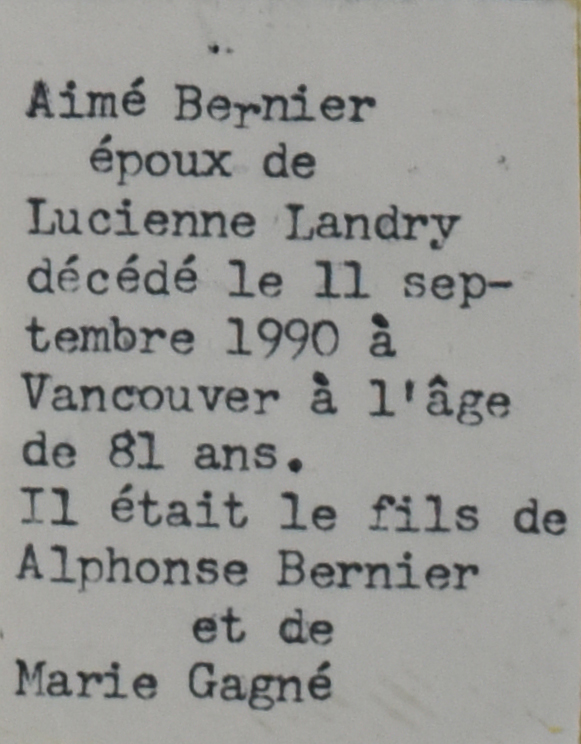 Aimé Bernier
époux de
Lucienne Landry
décédé le 11 sep-
tembre 1990 à
Vancouver à l'âge
de 81 ans.
Il était le fils de
Alphonse Bernier
et de
Marie Gagné